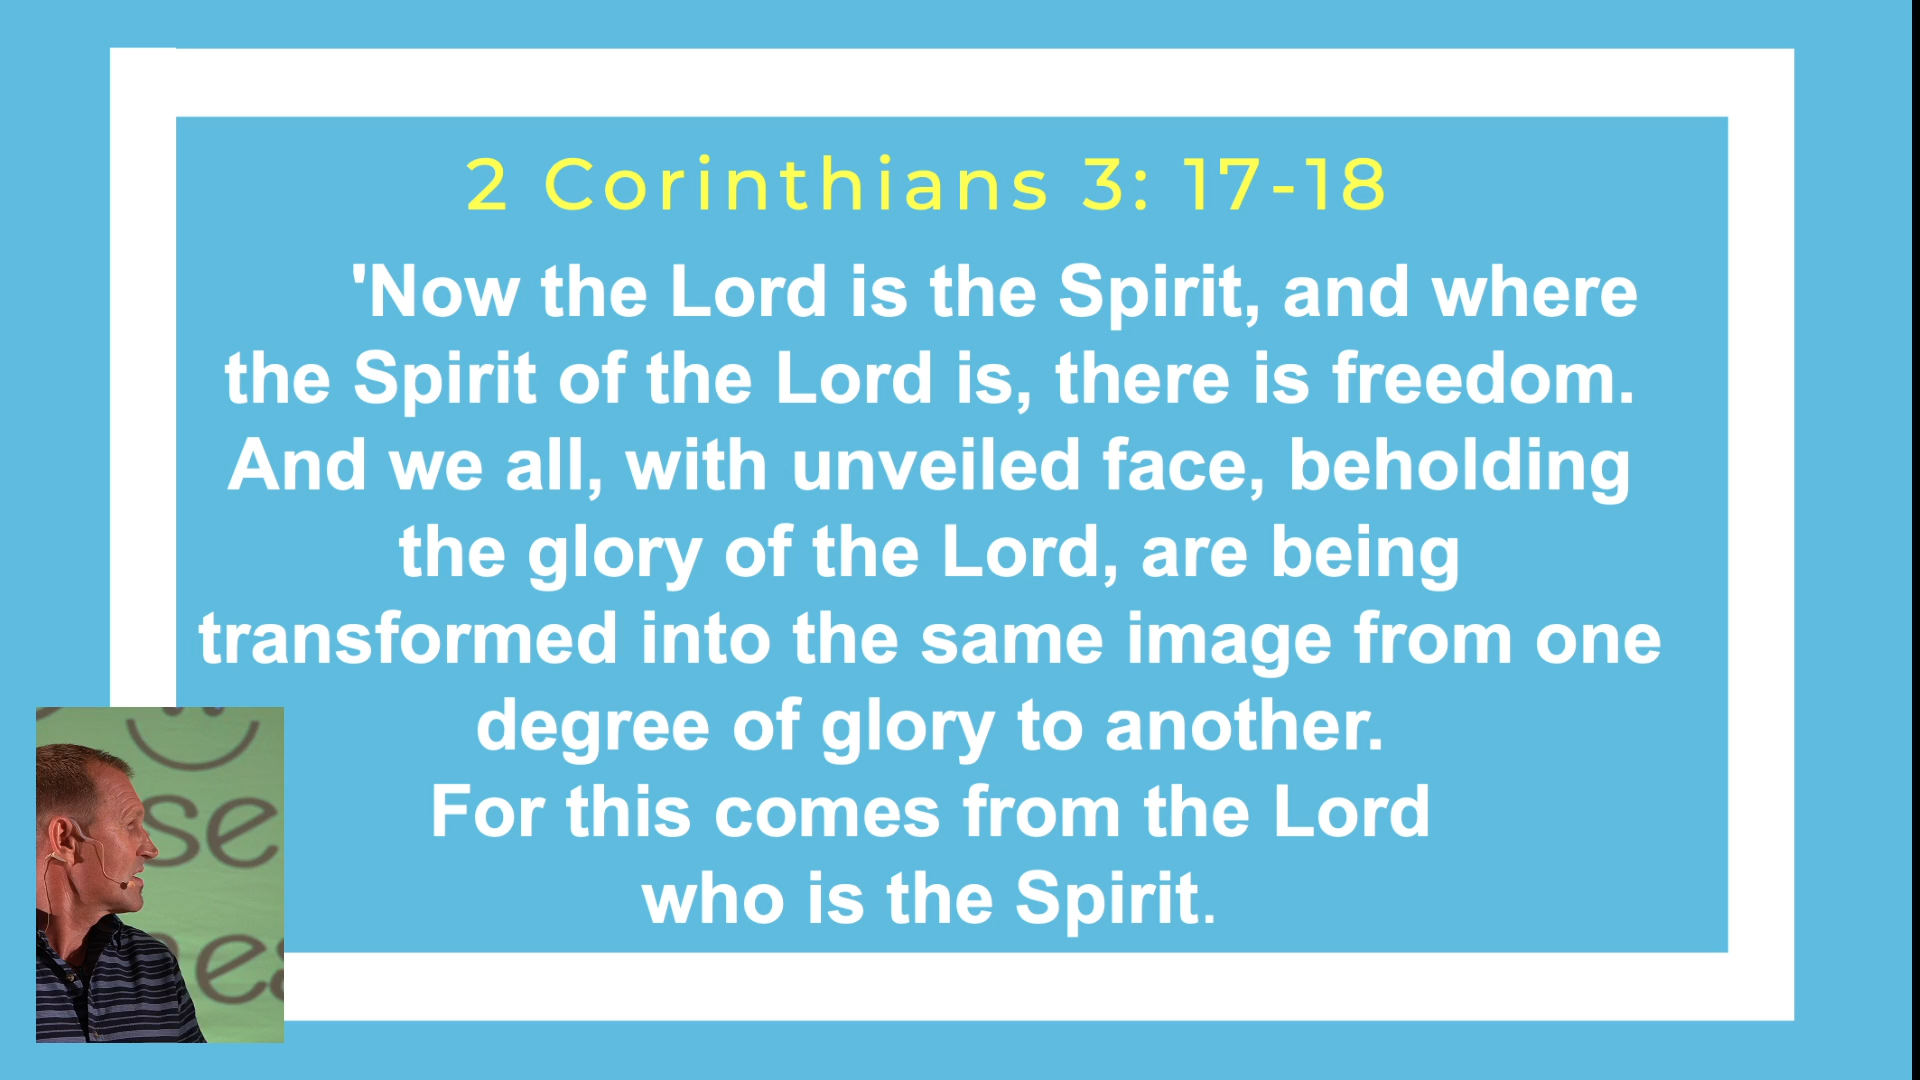 2 Corinthians 3: 17-18
'Now the Lord is the Spirit, and where
the Spirit of the Lord is, there is freedom.
And we all, with unveiled face, beholding
the glory of the Lord, are being
transformed into the same image from one
degree of glory to another.
For this comes from the Lord
who is the Spirit.